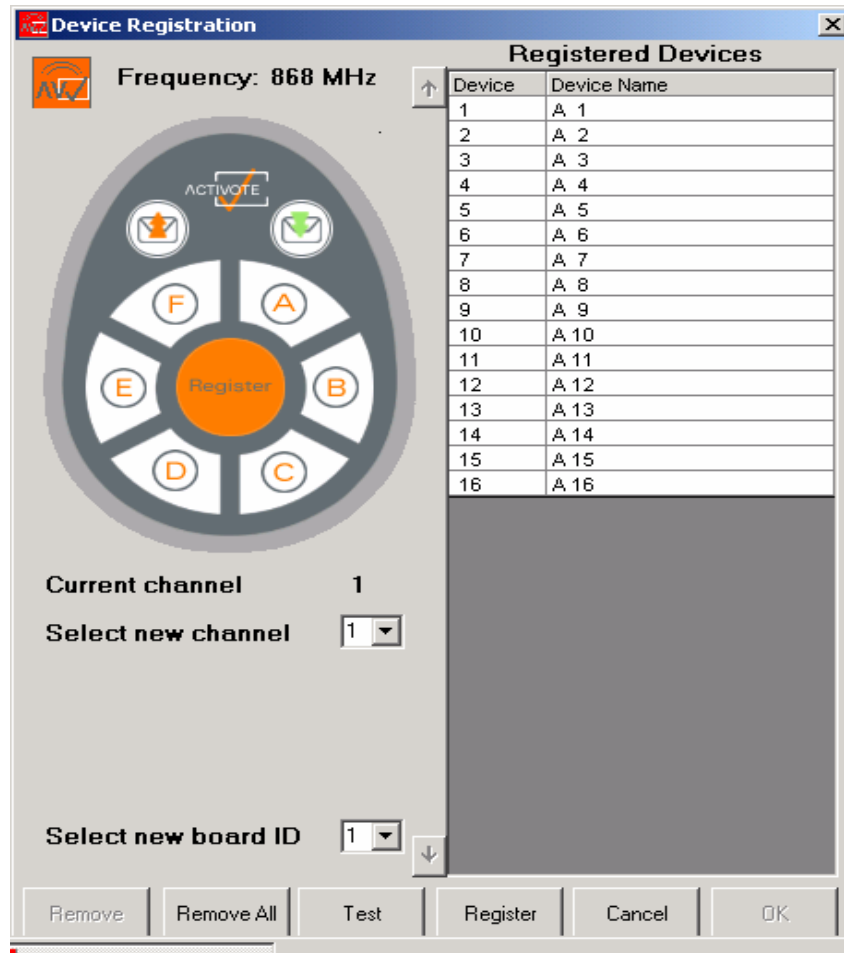 Device Registration
Frequency: 868 MHz
ACTIVOTE
F
A
E
Register
B
D
C
Current channel 1
Select new channel 1
Select new board ID 1
Registered Devices
Device Device Name
1 A 1
2 A 2
3 A 3
4 A 4
5 A 5
6 A 6
7 A 7
8 A 8
9 A 9
10 A 10
11 A 11
12 A 12
13 A 13
14 A 14
15 A 15
16 A 16
Remove Remove All Test Register Cancel OK